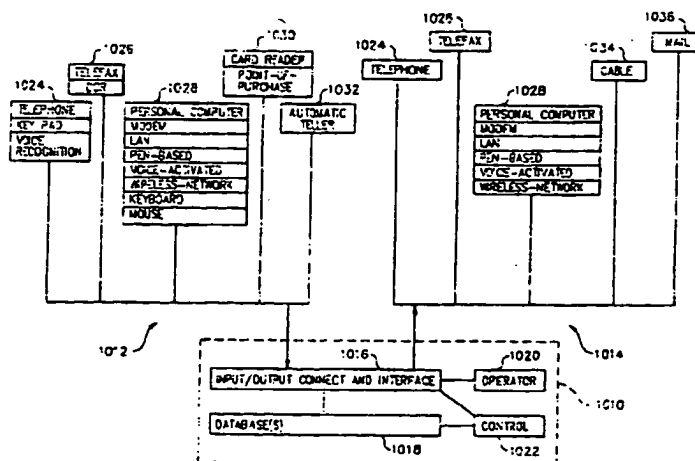 1036
1025
MAIL
1030
1026
CARD READER
1024
TELEFAX
1034
TELEFAX
POINT-OF-
PURCHASE
TELEPHONE
CABLE
1024
OCR
1028
1032
1028
TELEPHONE
PERSONAL COMPUTER
AUTOMATIC
TELLER
PERSONAL COMPUTER
KEY PAD
MODEM
MODEM
VOICE
RECOGNITION
LAN
LAN
PEN-BASED
PEN-BASED
VOICE-ACTIVATED
VOICE-ACTIVATED
WIRELESS-NETWORK
WIRELESS-NETWORK
KEYBOARD
MOUSE
1012
1016
1020
1014
INPUT/OUTPUT CONNECT AND INTERFACE
OPERATOR
1010
DATABASE(S)
CONTROL
1018
1022